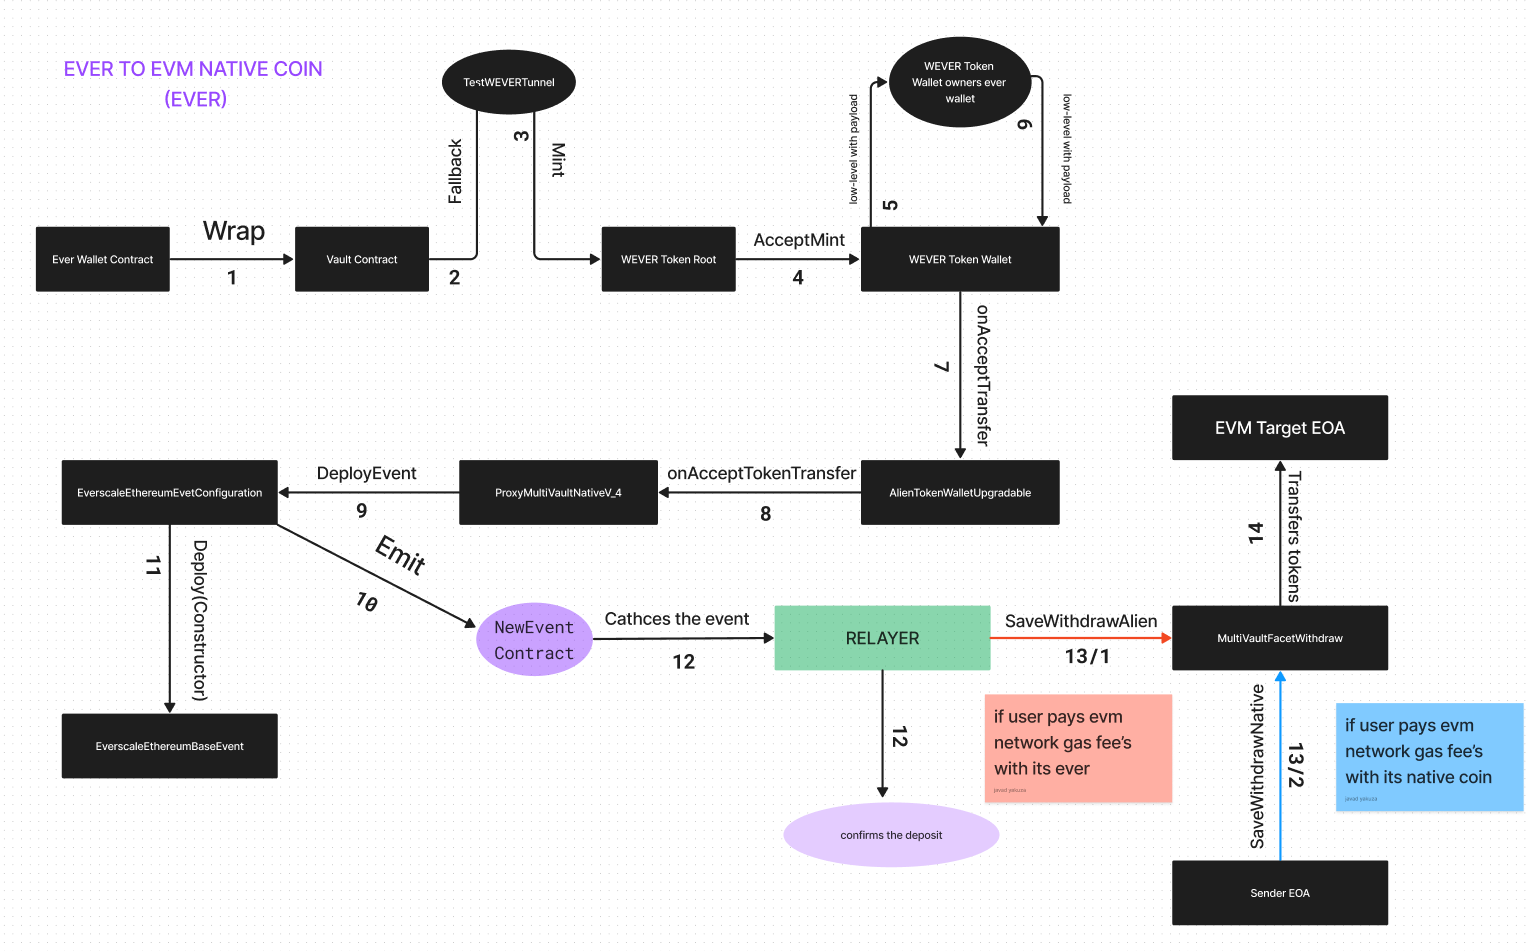 EVER TO EVM NATIVE COIN
(EVER)
TestWEVERTunnel
WEVER Token
Wallet owners ever
wallet
Fallback
3
Mint
low-level with payload
5
6
low-level with payload
Ever Wallet Contract
Wrap
1
Vault Contract
2
WEVER Token Root
AcceptMint
4
WEVER Token Wallet
7
onAcceptTransfer
EVM Target EOA
EverscaleEthereumEvetConfiguration
DeployEvent
9
ProxyMultiVaultNativeV_4
onAcceptTokenTransfer
8
AlienTokenWalletUpgradable
14
Transfers tokens
11
Deploy(Constructor)
Emit
10
NewEvent
Contract
Cathces the event
12
RELAYER
SaveWithdrawAlien
13/1
MultiVaultFacetWithdraw
EverscaleEthereumBaseEvent
12
confirms the deposit
if user pays evm
network gas fee's
with its ever
javad yakuza
SaveWithdrawNative
13/2
if user pays evm
network gas fee's
with its native coin
javad yakuza
Sender EOA